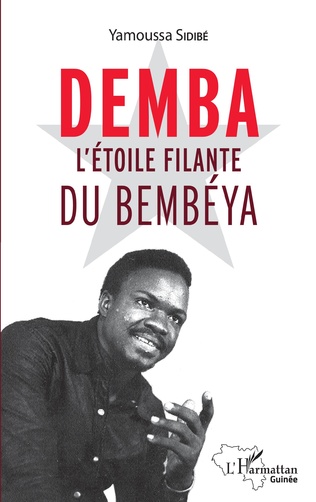 Yamoussa SIDIBÉ
DEMBA
L'ÉTOILE FILANTE
DU BEMBÉYA
L'Harmattan
Guinée